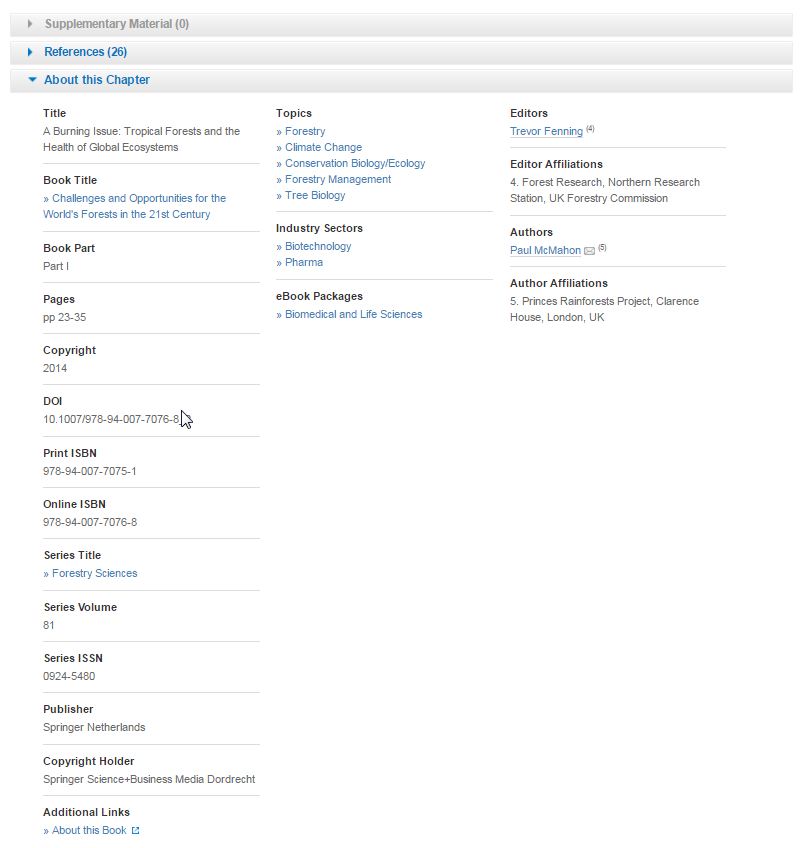 Supplementary Material (0)
References (26)
About this Chapter
Title
A Burning Issue: Tropical Forests and the
Health of Global Ecosystems
Book Title
» Challenges and Opportunities for the
World's Forests in the 21st Century
Book Part
Part I
Pages
pp 23-35
Copyright
2014
DOI
10.1007/978-94-007-7076-8
Print ISBN
978-94-007-7075-1
Online ISBN
978-94-007-7076-8
Series Title
» Forestry Sciences
Series Volume
81
Series ISSN
0924-5480
Publisher
Springer Netherlands
Copyright Holder
Springer Science+Business Media Dordrecht
Additional Links
» About this Book
Topics
» Forestry
» Climate Change
» Conservation Biology/Ecology
» Forestry Management
» Tree Biology
Industry Sectors
» Biotechnology
» Pharma
eBook Packages
» Biomedical and Life Sciences
Editors
Trevor Fenning (4)
Editor Affiliations
4. Forest Research, Northern Research
Station, UK Forestry Commission
Authors
Paul McMahon (5)
Author Affiliations
5. Princes Rainforests Project, Clarence
House, London, UK